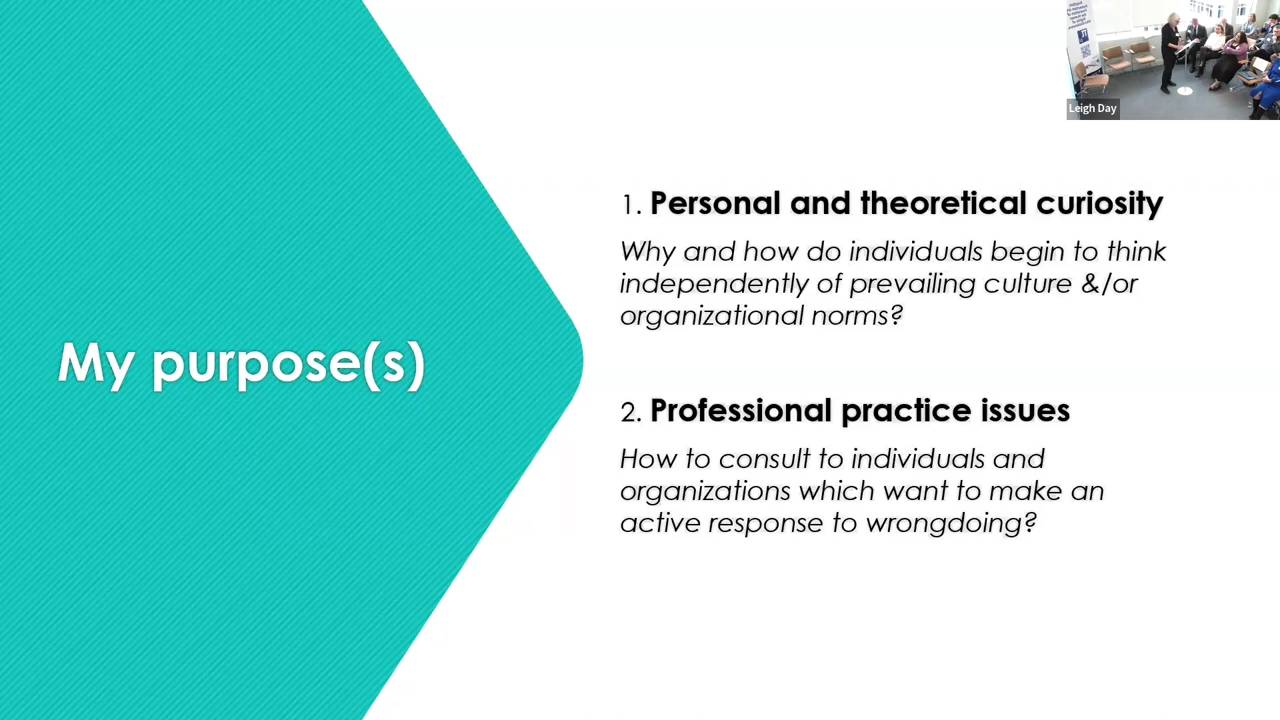 Leigh Day
My purpose(s)
1. Personal and theoretical curiosity
Why and how do individuals begin to think
independently of prevailing culture &/or
organizational norms?
2. Professional practice issues
How to consult to individuals and
organizations which want to make an
active response to wrongdoing?